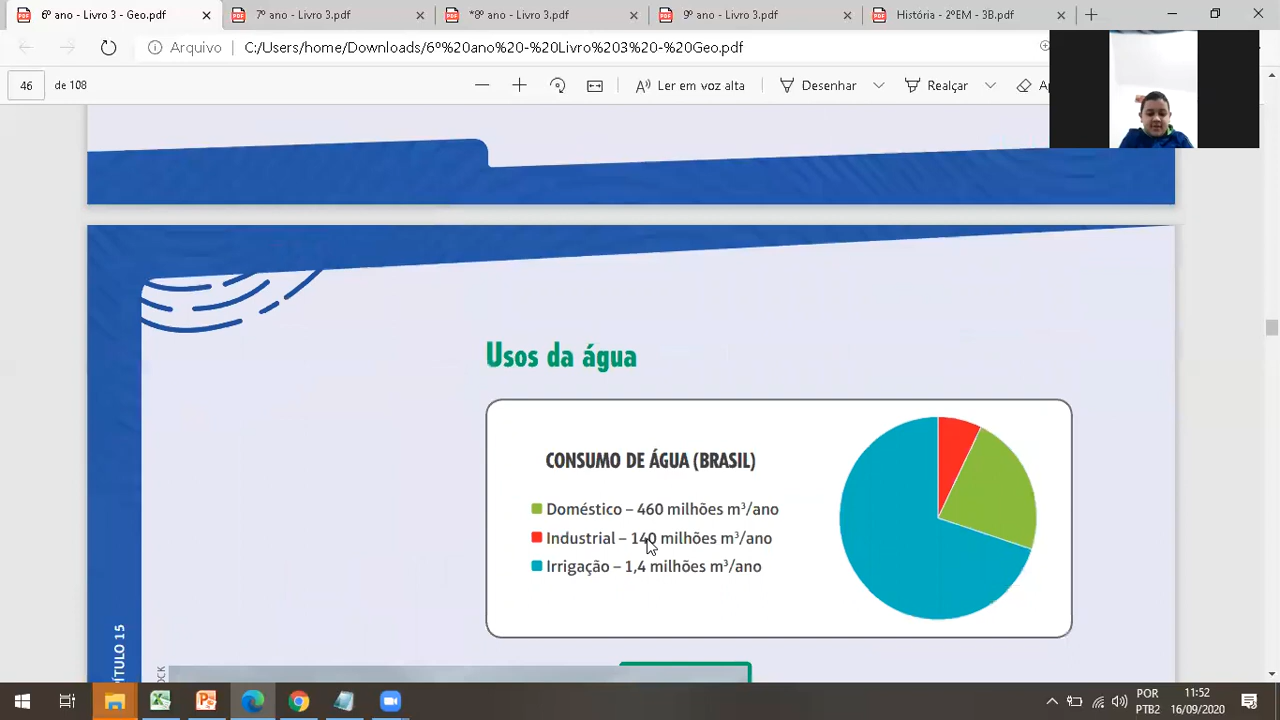 6º ano - Livro 3 - Geo.pdf
7º ano - Livro 3.pdf
*8º ano - Livro 3.pdf
9º ano - Livro 3.pdf
História - 2ºEM - 3B.pdf
Arquivo
C:/Users/home/Downloads/6º%20ano%20-%20Livro%203%20-%20Geo.pdf
46 de 108
Ler em voz alta
Desenhar
Realçar
Usos da água
CONSUMO DE ÁGUA (BRASIL)
Doméstico – 460 milhões m³/ano
Industrial – 140 milhões m³/ano
Irrigação – 1,4 milhões m³/ano
POR
PTB2
11:52
16/09/2020